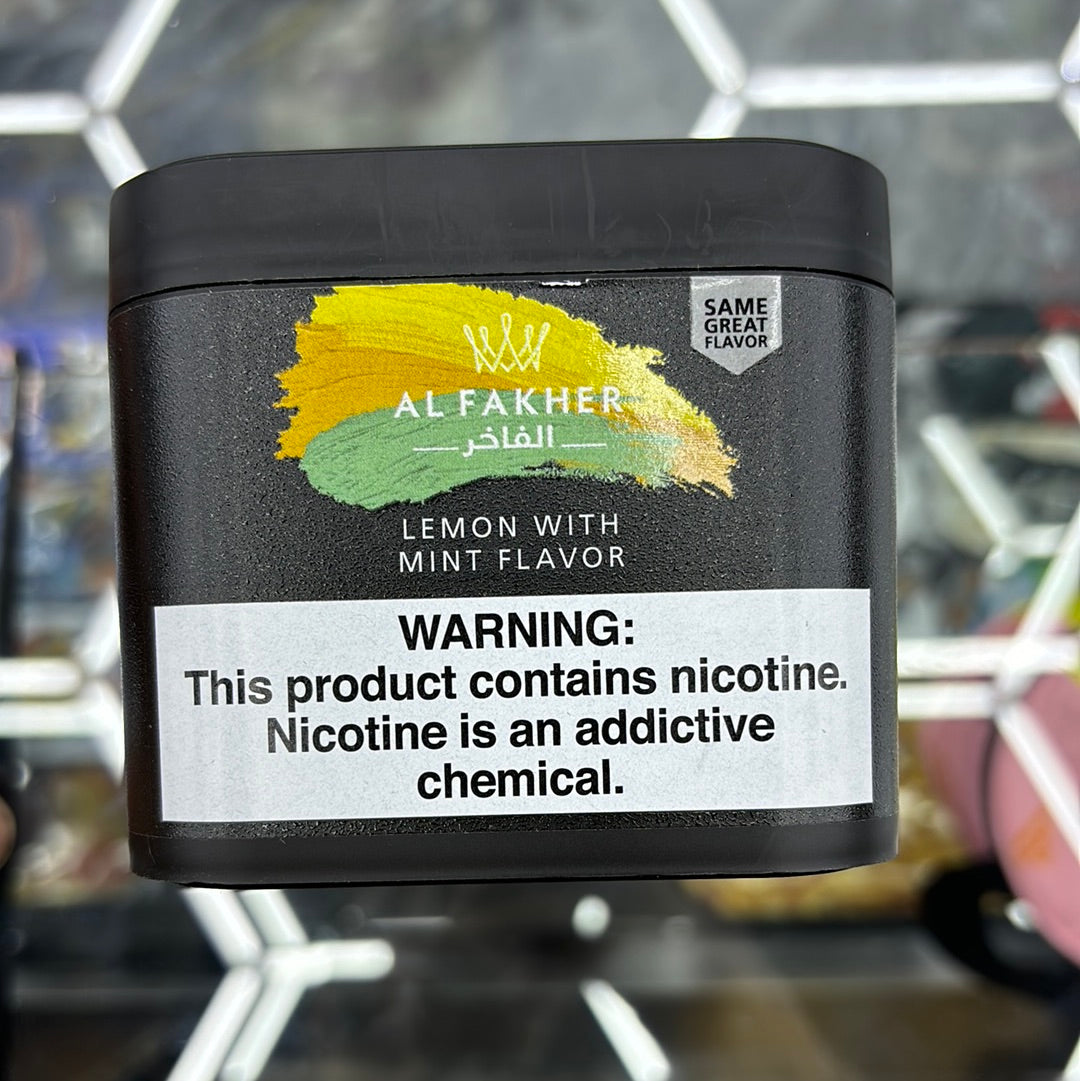 SAME
GREAT
FLAVOR
AL FAKHER
الفاخر
LEMON WITH
MINT FLAVOR
WARNING:
This product contains nicotine.
Nicotine is an addictive
chemical.